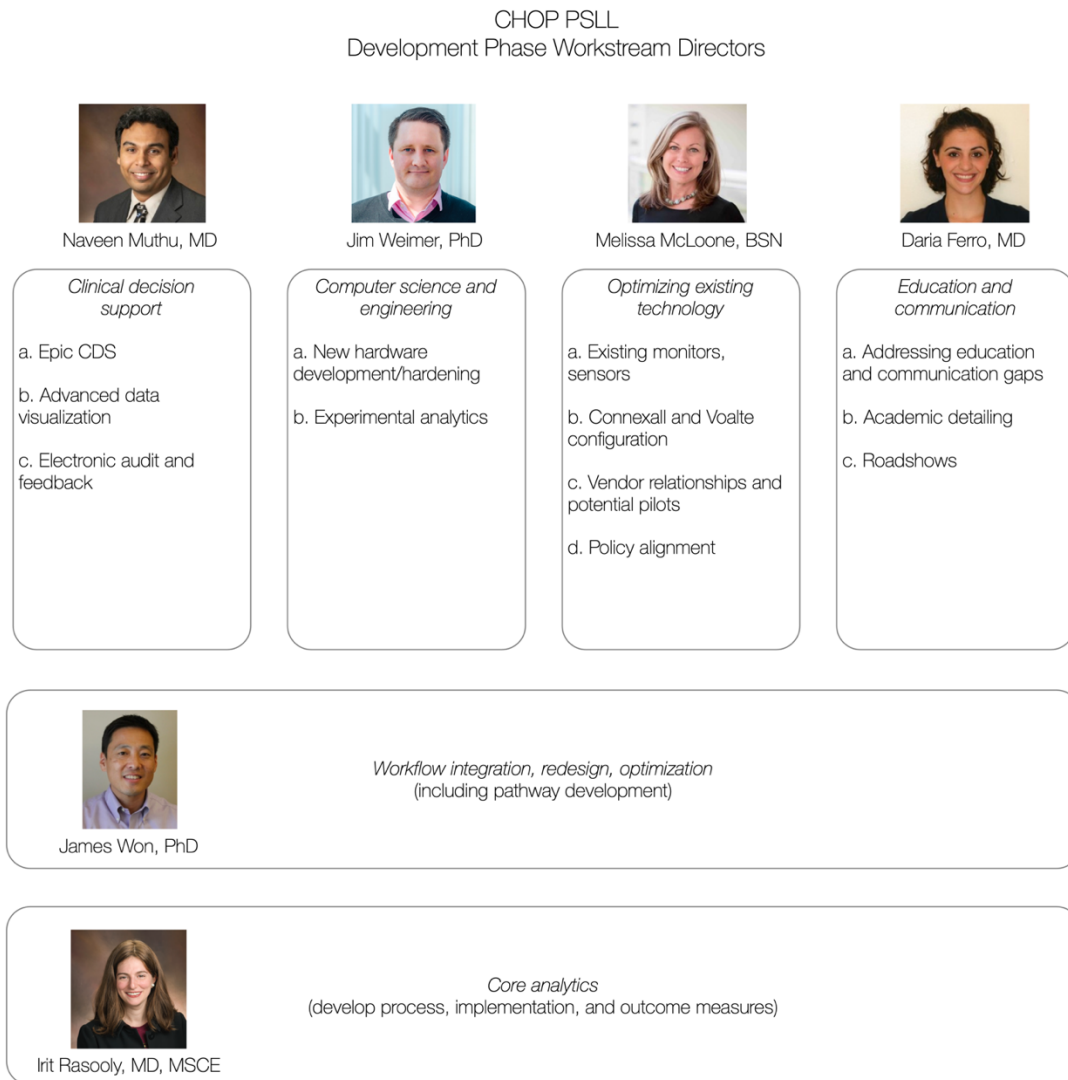 CHOP PSLL
Development Phase Workstream Directors
Naveen Muthu, MD
Jim Weimer, PhD
Melissa McLoone, BSN
Daria Ferro, MD
Clinical decision
support
a. Epic CDS
b. Advanced data
visualization
c. Electronic audit and
feedback
Computer science and
engineering
a. New hardware
development/hardening
b. Experimental analytics
Optimizing existing
technology
a. Existing monitors,
sensors
b. Connexall and Voalte
configuration
c. Vendor relationships and
potential pilots
d. Policy alignment
Education and
communication
a. Addressing education
and communication gaps
b. Academic detailing
c. Roadshows
James Won, PhD
Workflow integration, redesign, optimization
(including pathway development)
Irit Rasooly, MD, MSCE
Core analytics
(develop process, implementation, and outcome measures)